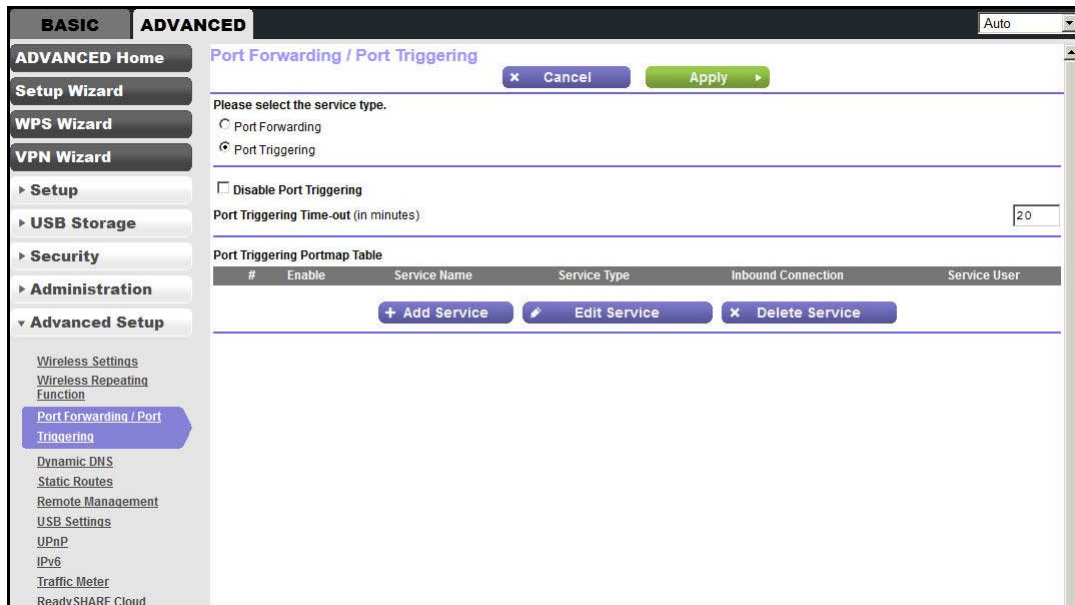 BASIC
ADVANCED
Auto
ADVANCED Home
Setup Wizard
WPS Wizard
VPN Wizard
Setup
USB Storage
Security
Administration
Advanced Setup
Wireless Settings
Wireless Repeating
Function
Port Forwarding / Port
Triggering
Dynamic DNS
Static Routes
Remote Management
USB Settings
UPnP
IPv6
Traffic Meter
ReadySHARE Cloud
Port Forwarding / Port Triggering
Cancel
Apply
Please select the service type.
Port Forwarding
Port Triggering
Disable Port Triggering
Port Triggering Time-out (in minutes)
20
Port Triggering Portmap Table
# Enable Service Name Service Type Inbound Connection Service User
+ Add Service
Edit Service
Delete Service